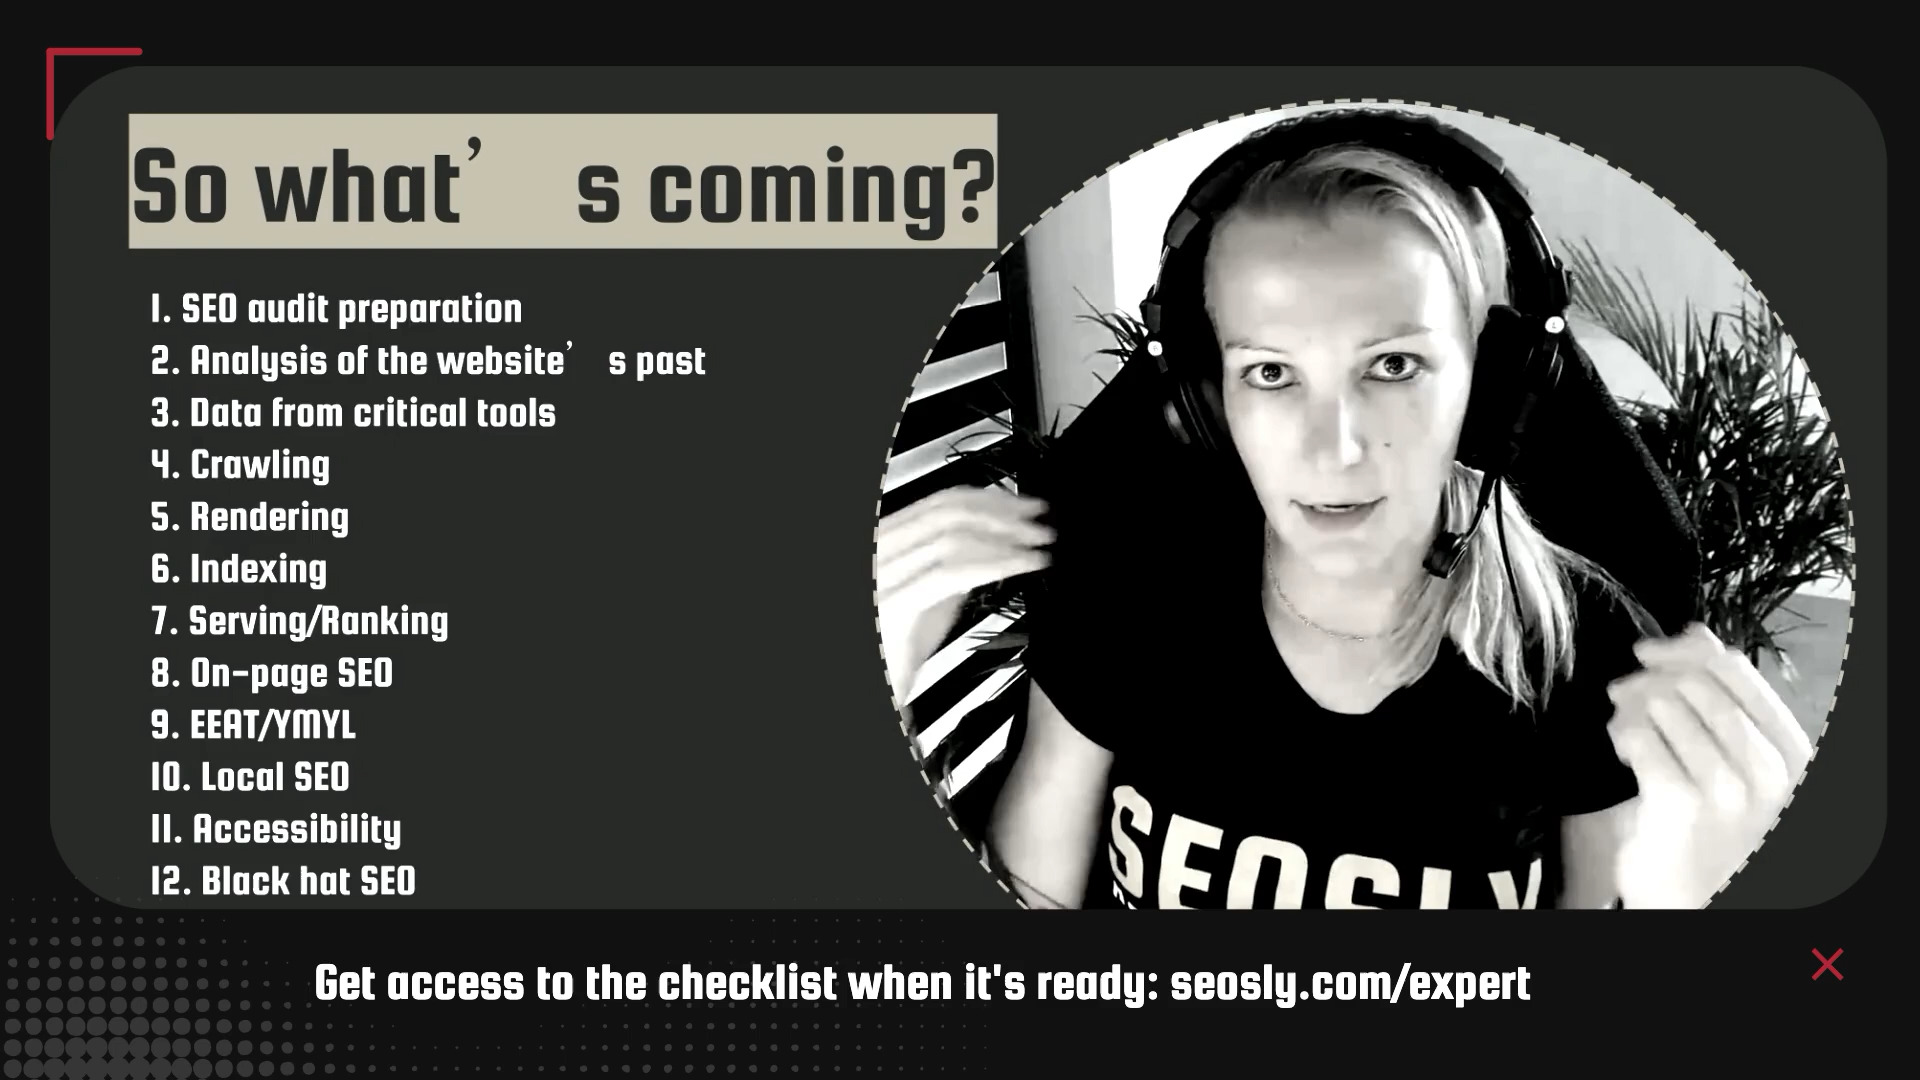 So what’ s coming?
1. SEO audit preparation
2. Analysis of the website’ s past
3. Data from critical tools
4. Crawling
5. Rendering
6. Indexing
7. Serving/Ranking
8. On-page SEO
9. EEAT/YMYL
10. Local SEO
11. Accessibility
12. Black hat SEO
SEOSLY
Get access to the checklist when it's ready: seosly.com/expert